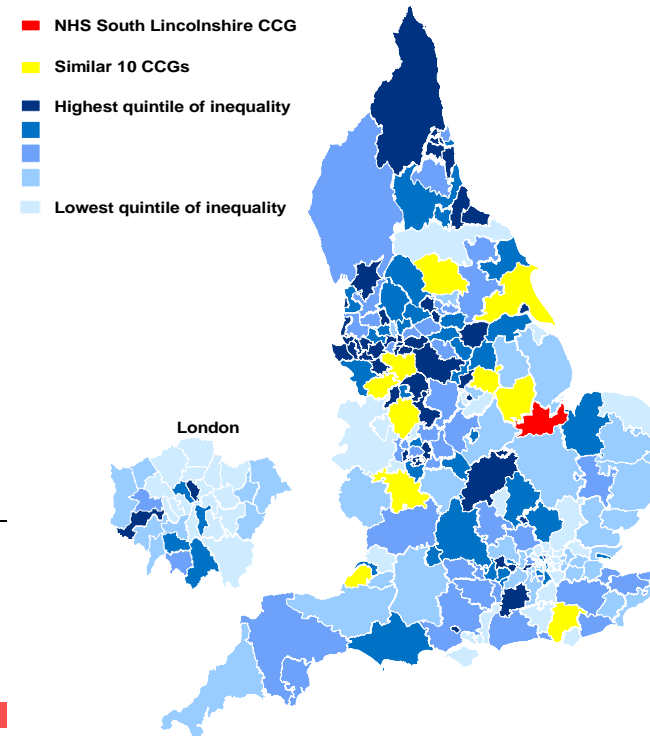 NHS South Lincolnshire CCG
Similar 10 CCGs
Highest quintile of inequality
Lowest quintile of inequality
London